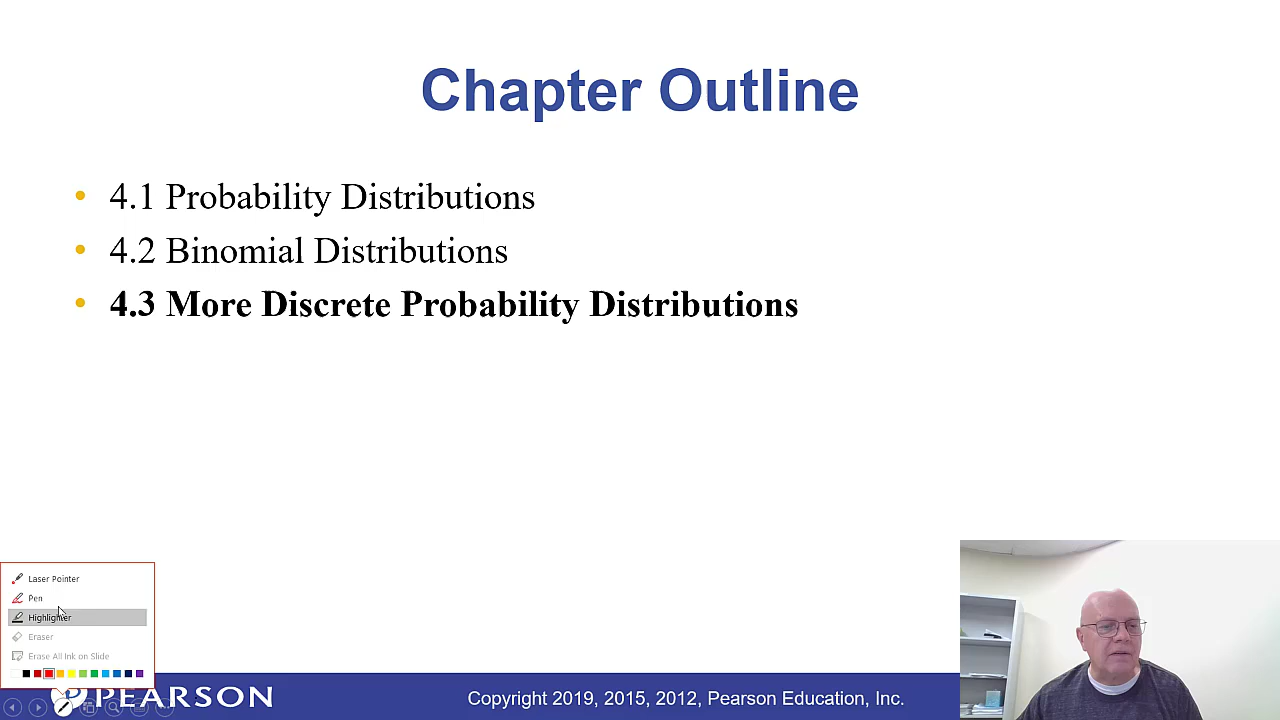 Chapter Outline
• 4.1 Probability Distributions
• 4.2 Binomial Distributions
• 4.3 More Discrete Probability Distributions
Laser Pointer
Pen
Highlighter
Eraser
Erase All Ink on Slide
PEARSON
Copyright 2019, 2015, 2012, Pearson Education, Inc.